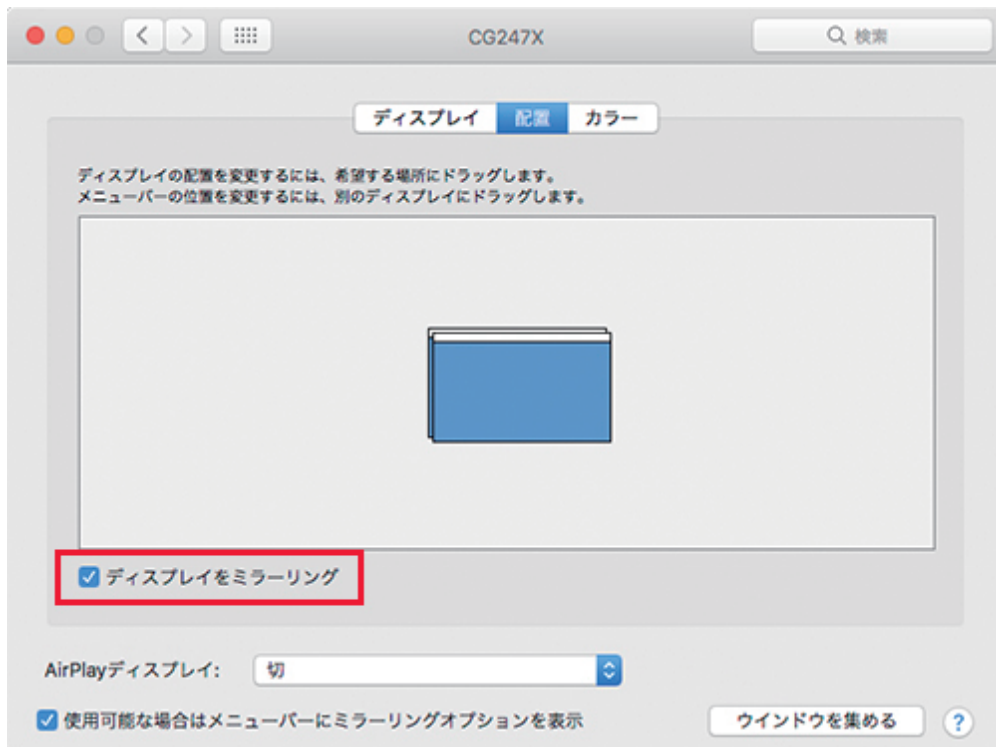 CG247X
検索
ディスプレイ
配置
カラー
ディスプレイの配置を変更するには、希望する場所にドラッグします。
メニューバーの位置を変更するには、別のディスプレイにドラッグします。
ディスプレイをミラーリング
AirPlayディスプレイ:
切
使用可能な場合はメニューバーにミラーリングオプションを表示
ウインドウを集める
?